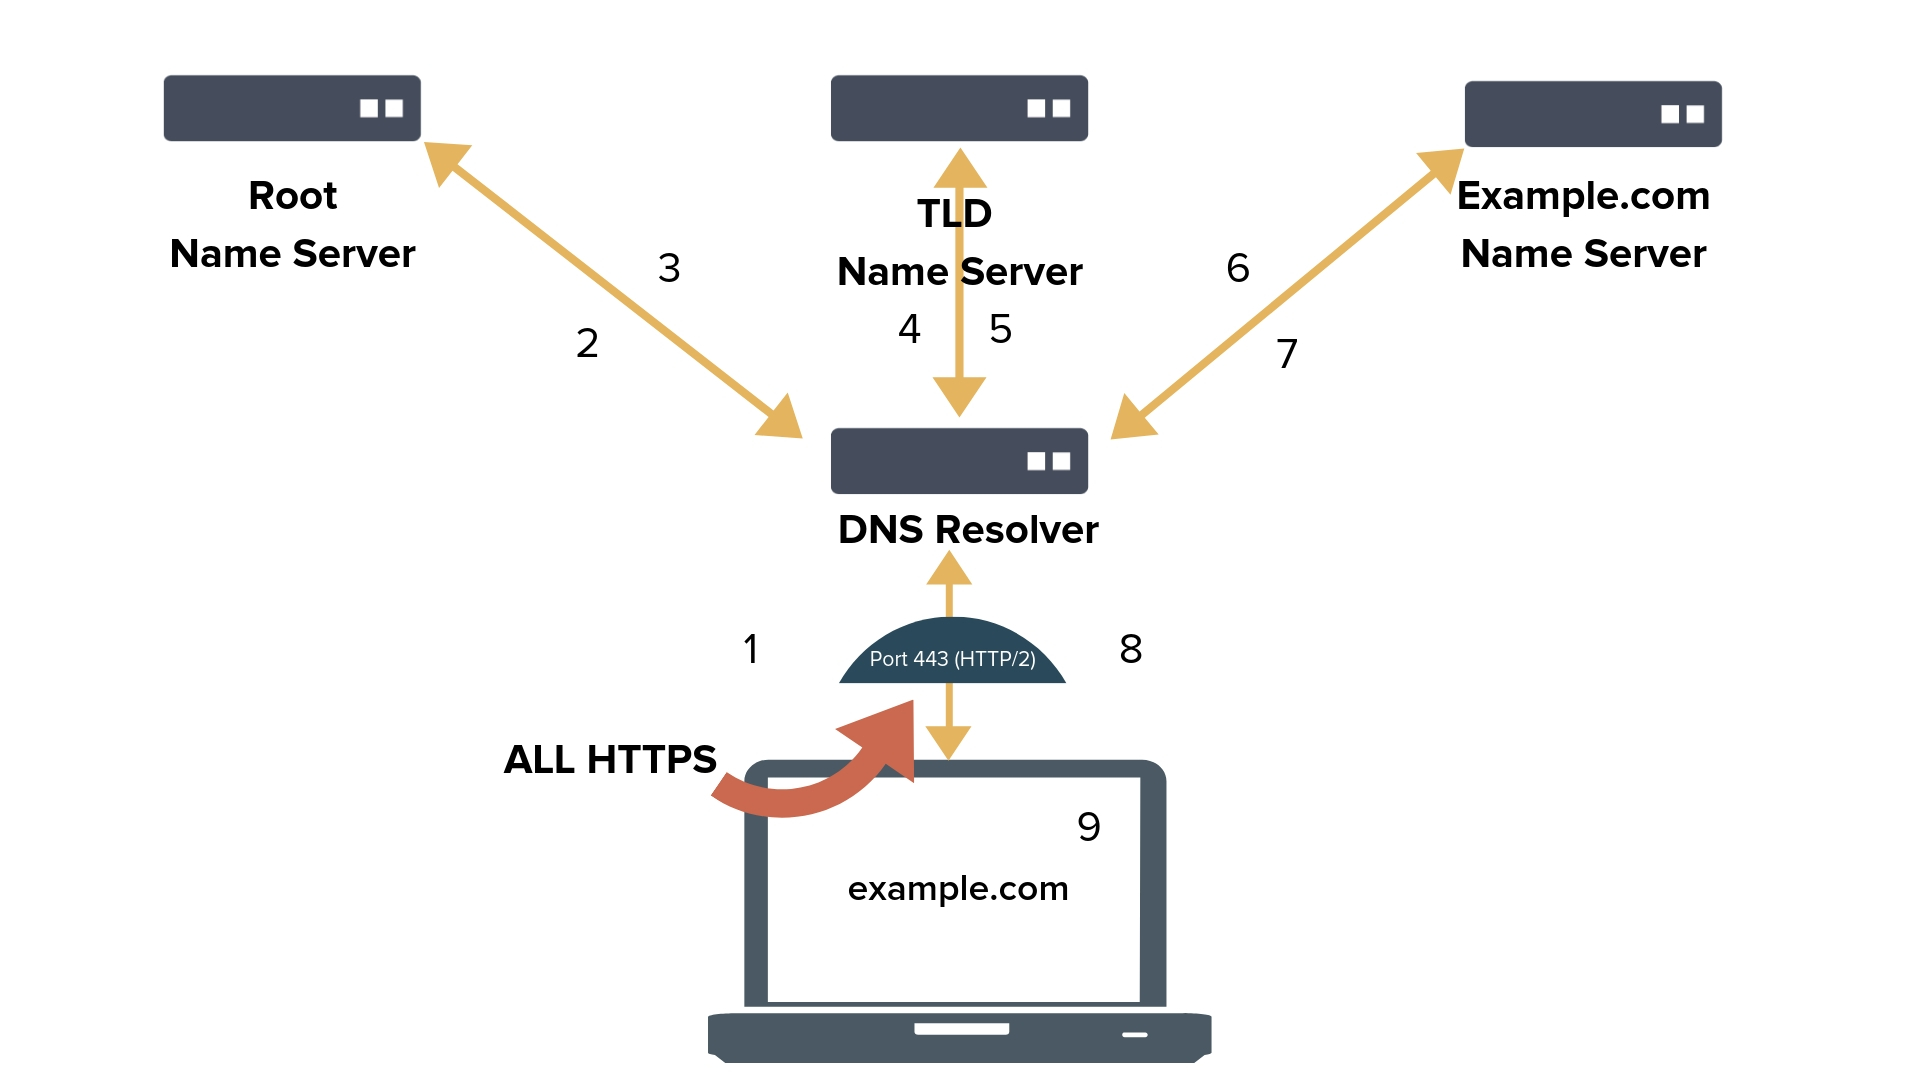 Root
Name Server
TLD
Name Server
Example.com
Name Server
3
2
4
5
6
7
DNS Resolver
1
Port 443 (HTTP/2)
8
ALL HTTPS
9
example.com